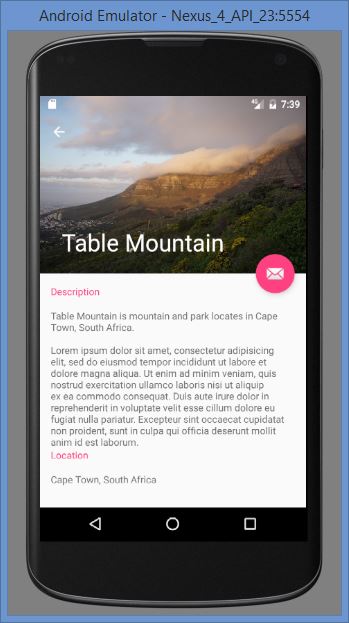 Android Emulator - Nexus_4_API_23:5554
4G 7:39
Table Mountain
Description
Table Mountain is mountain and park locates in Cape
Town, South Africa.
Lorem ipsum dolor sit amet, consectetur adipisicing
elit, sed do eiusmod tempor incididunt ut labore et
dolore magna aliqua. Ut enim ad minim veniam, quis
nostrud exercitation ullamco laboris nisi ut aliquip
ex ea commodo consequat. Duis aute irure dolor in
reprehenderit in voluptate velit esse cillum dolore eu
fugiat nulla pariatur. Excepteur sint occaecat cupidatat
non proident, sunt in culpa qui officia deserunt mollit
anim id est laborum.
Location
Cape Town, South Africa